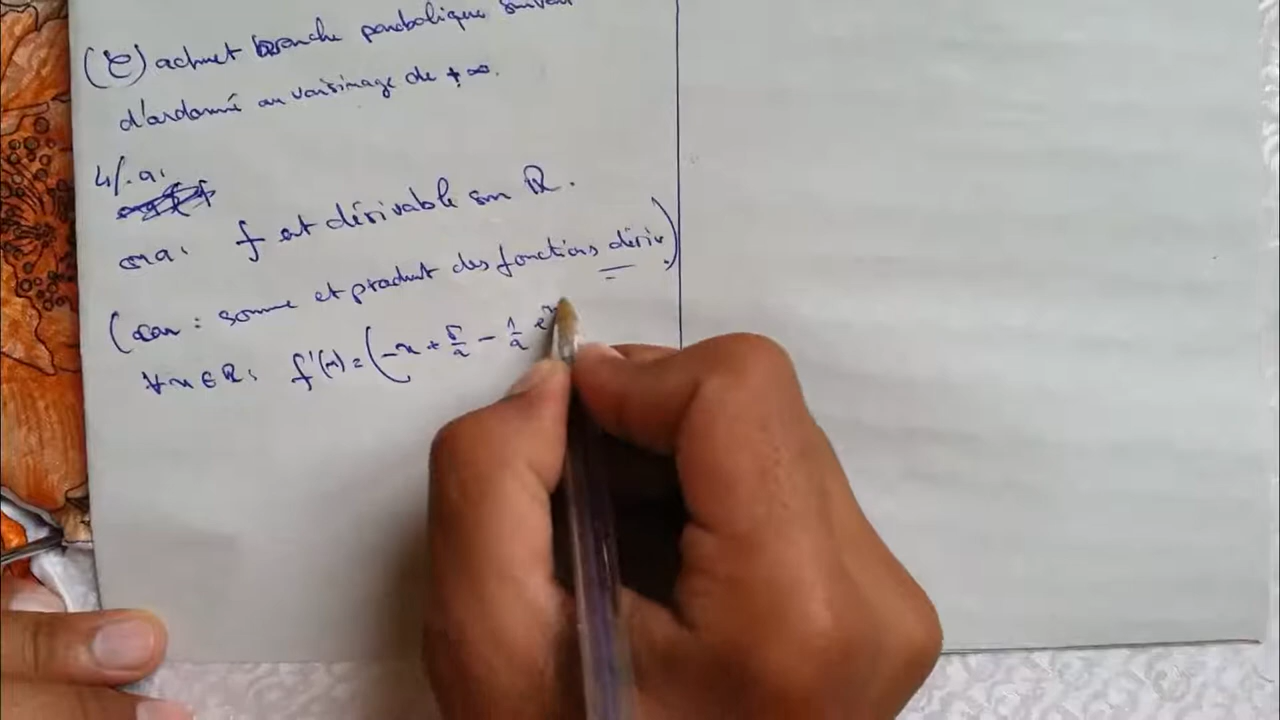 (C) admet branche parabolique suivant
d'ordonné au voisinage de +∞.
4/.a.
on a : f est dérivable sur ℝ.
(car : somme et produit des fonctions dériv)
∀x∈ℝ; f'(x) = (-x + 5/2 - 1/2 e^x